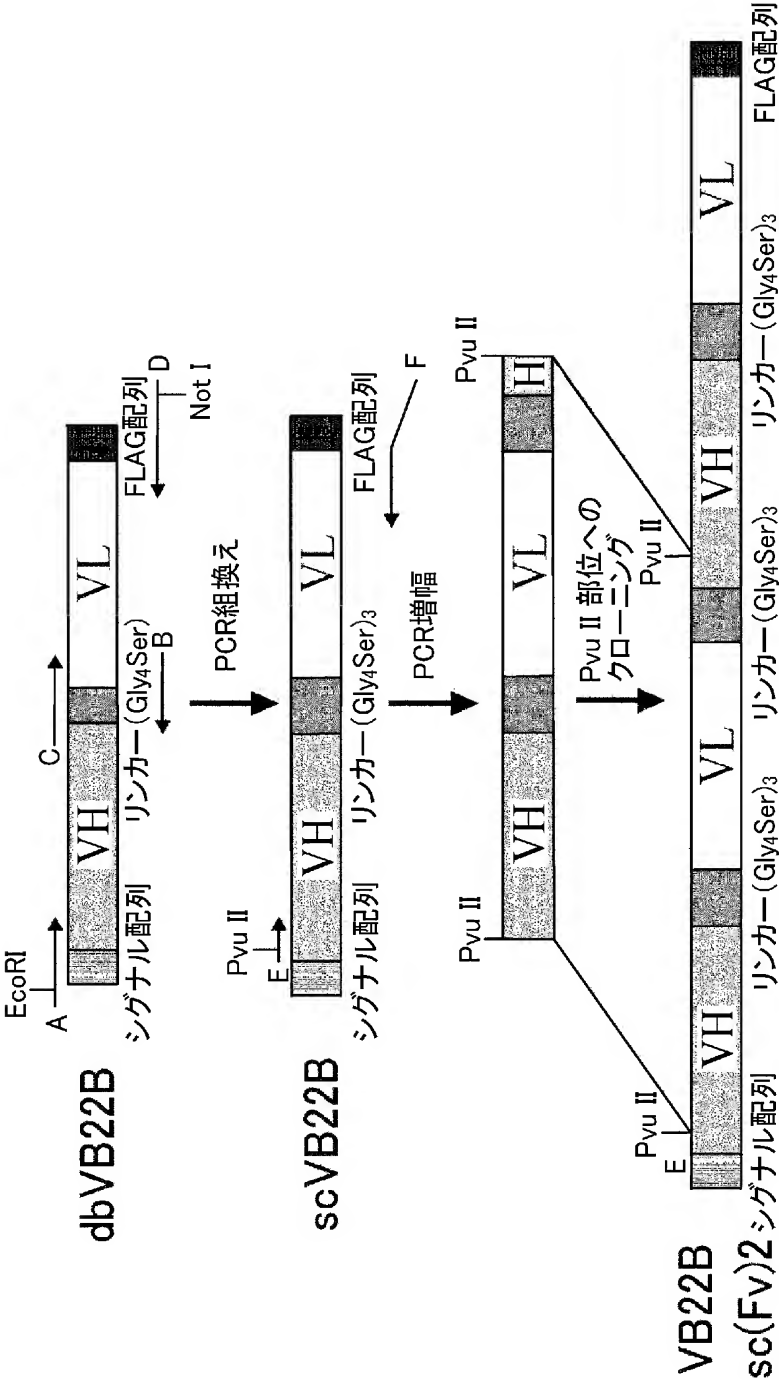 EcoRI
A
C
dbVB22B
VH
VL
シグナル配列
リンカー(Gly₄Ser)
B
FLAG配列
D
Not I
PCR組換え
Pvu II
E
scVB22B
VH
VL
シグナル配列
リンカー(Gly₄Ser)₃
FLAG配列
F
PCR増幅
Pvu II
Pvu II
VH
VL
H
Pvu II 部位への
クローニング
Pvu II
Pvu II
E
VB22B
sc(Fv)2
VH
VL
VH
VL
シグナル配列
リンカー(Gly₄Ser)₃
リンカー(Gly₄Ser)₃
リンカー(Gly₄Ser)₃
FLAG配列